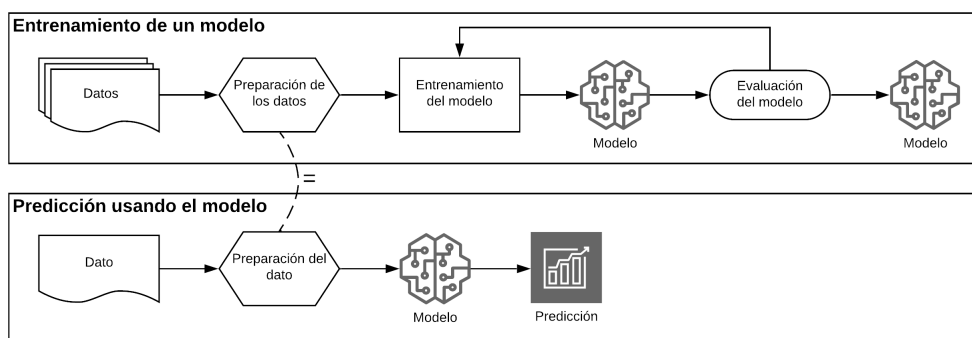 Entrenamiento de un modelo
Datos
Preparación de
los datos
Entrenamiento
del modelo
Modelo
Evaluación
del modelo
Modelo
=
Predicción usando el modelo
Dato
Preparación del
dato
Modelo
Predicción